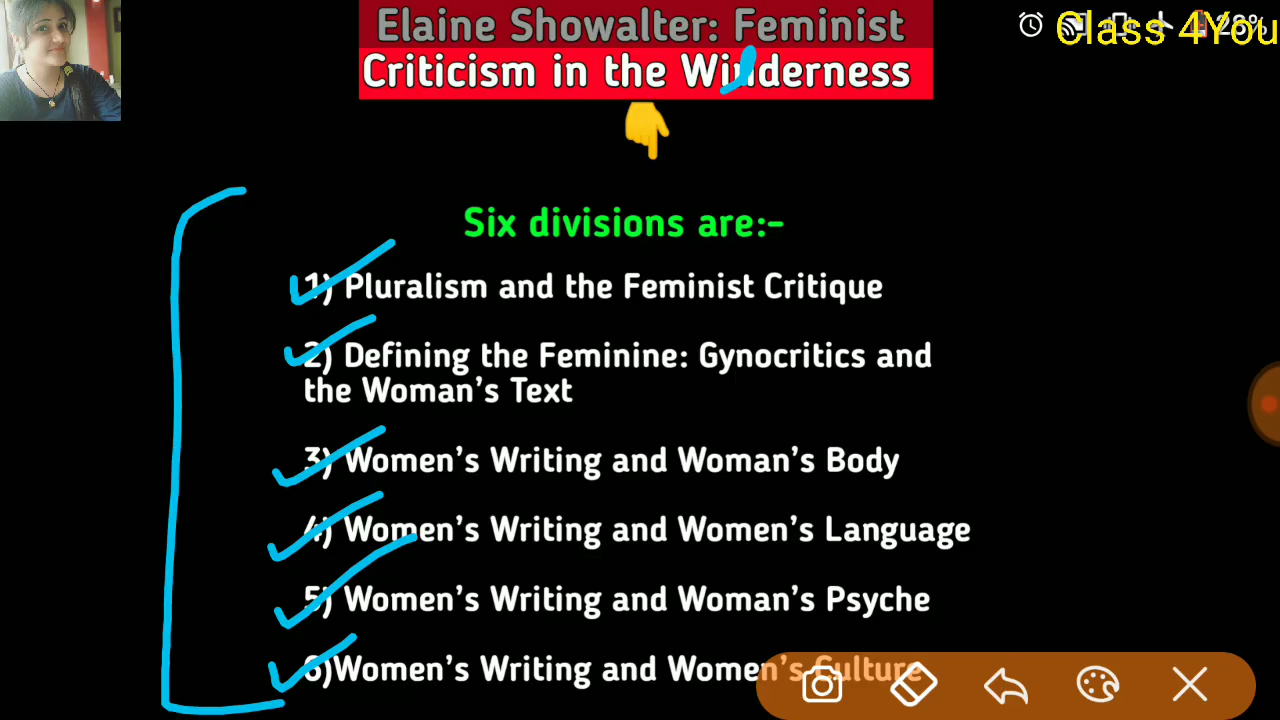 Elaine Showalter: Feminist
Class 4You
28%
Criticism in the Winderness
Six divisions are:-
1) Pluralism and the Feminist Critique
2) Defining the Feminine: Gynocritics and
the Woman's Text
3) Women's Writing and Woman's Body
4) Women's Writing and Women's Language
5) Women's Writing and Woman's Psyche
6)Women's Writing and Women's Culture